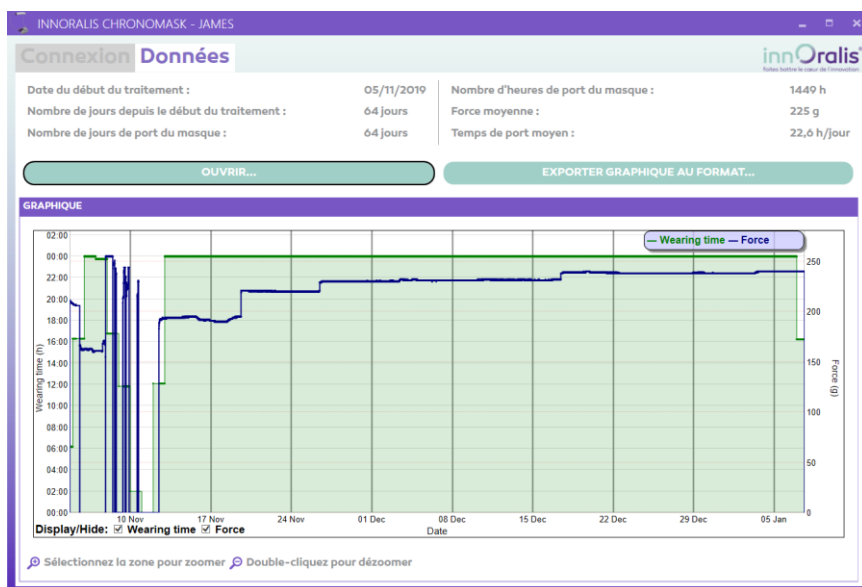 INNORALIS CHRONOMASK - JAMES
Connexion Données
innOralis
Faites battre le cœur de l'innovation
Date du début du traitement : 05/11/2019
Nombre de jours depuis le début du traitement : 64 jours
Nombre de jours de port du masque : 64 jours
Nombre d'heures de port du masque : 1449 h
Force moyenne : 225 g
Temps de port moyen : 22,6 h/jour
OUVRIR...
EXPORTER GRAPHIQUE AU FORMAT...
GRAPHIQUE
— Wearing time — Force
02:00
00:00
22:00
20:00
18:00
16:00
14:00
12:00
10:00
08:00
06:00
04:00
02:00
00:00
Wearing time (h)
250
200
150
100
50
0
Force (g)
10 Nov 17 Nov 24 Nov 01 Dec 08 Dec 15 Dec 22 Dec 29 Dec 05 Jan
Date
Display/Hide: Wearing time Force
Sélectionnez la zone pour zoomer Double-cliquez pour dézoomer